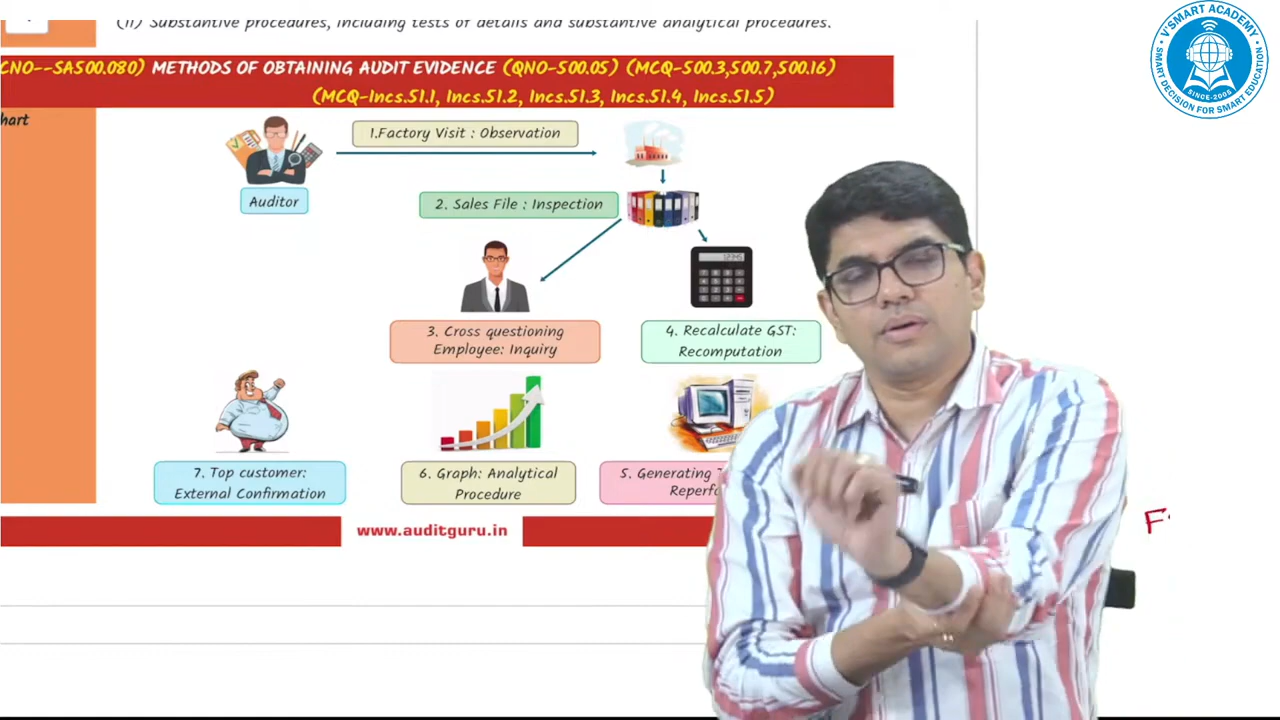 (ii) Substantive procedures, including tests of details and substantive analytical procedures.
CNO--SA500.080) METHODS OF OBTAINING AUDIT EVIDENCE (QNO-500.05) (MCQ-500.3,500.7,500.16)
(MCQ-Incs.51.1, Incs.51.2, Incs.51.3, Incs.51.4, Incs.51.5)
hart
1.Factory Visit : Observation
Auditor
2. Sales File : Inspection
3. Cross questioning
Employee: Inquiry
4. Recalculate GST:
Recomputation
7. Top customer:
External Confirmation
6. Graph: Analytical
Procedure
5. Generating
www.auditguru.in
V'SMART ACADEMY
SMART DECISION FOR SMART EDUCATION
SINCE-2005